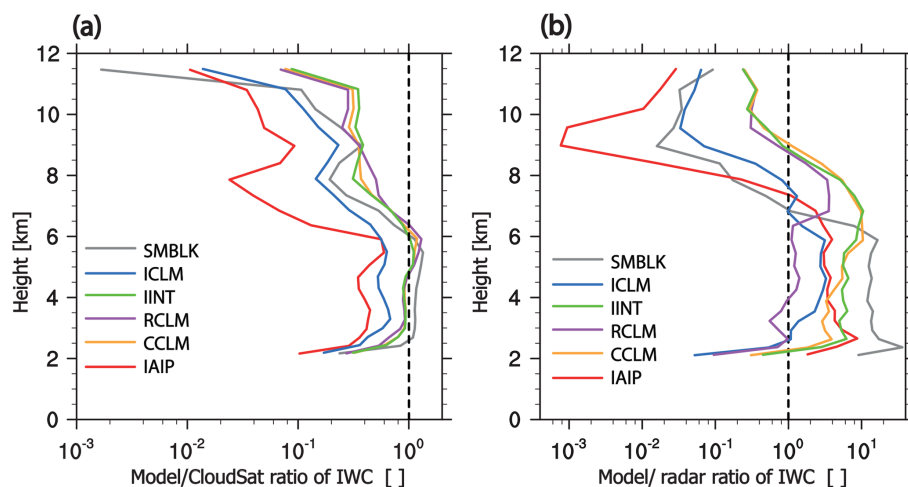 (a)
12
10
8
6
4
2
0
Height [km]
SMBLK
ICLM
IINT
RCLM
CCLM
IAIP
10⁻³ 10⁻² 10⁻¹ 10⁰
Model/CloudSat ratio of IWC [ ]
(b)
12
10
8
6
4
2
0
Height [km]
SMBLK
ICLM
IINT
RCLM
CCLM
IAIP
10⁻³ 10⁻² 10⁻¹ 10⁰ 10¹
Model/ radar ratio of IWC [ ]